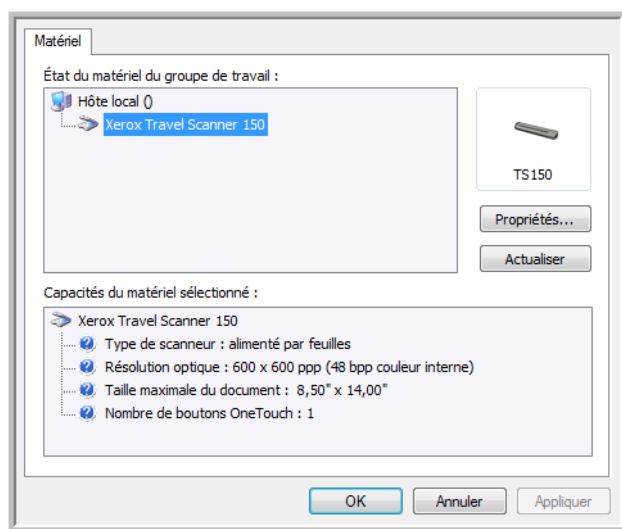 Matériel
État du matériel du groupe de travail :
Hôte local ()
Xerox Travel Scanner 150
TS150
Propriétés...
Actualiser
Capacités du matériel sélectionné :
Xerox Travel Scanner 150
Type de scanneur : alimenté par feuilles
Résolution optique : 600 x 600 ppp (48 bpp couleur interne)
Taille maximale du document : 8,50" x 14,00"
Nombre de boutons OneTouch : 1
OK
Annuler
Appliquer